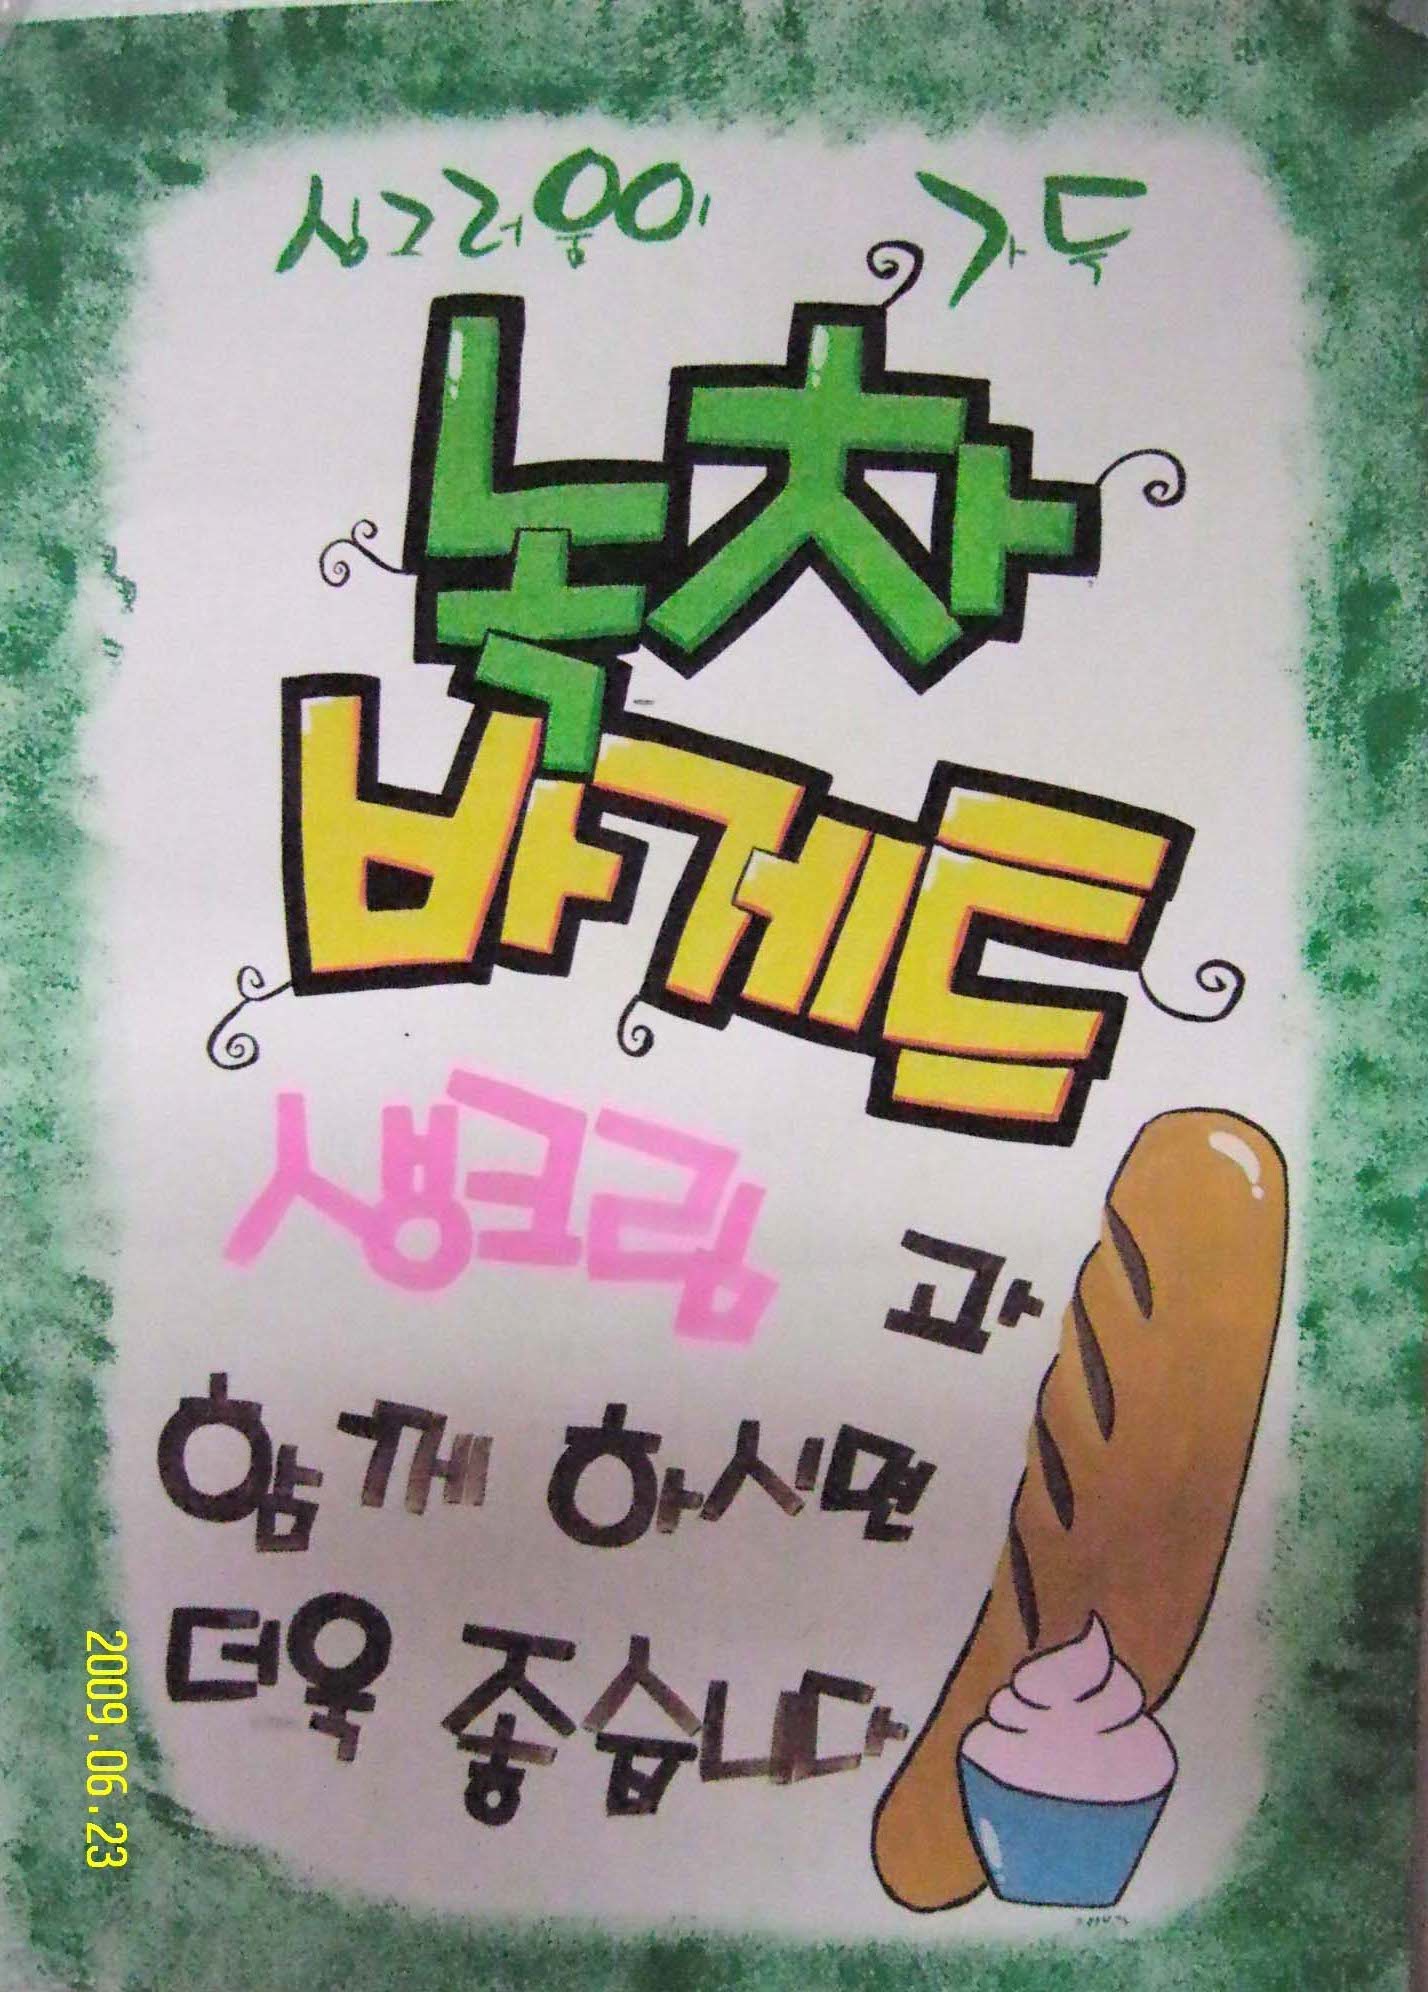 싱그러움이 가득
녹차
바게트
생크림과
함께 하시면
더욱 좋습니다
2009.06.23